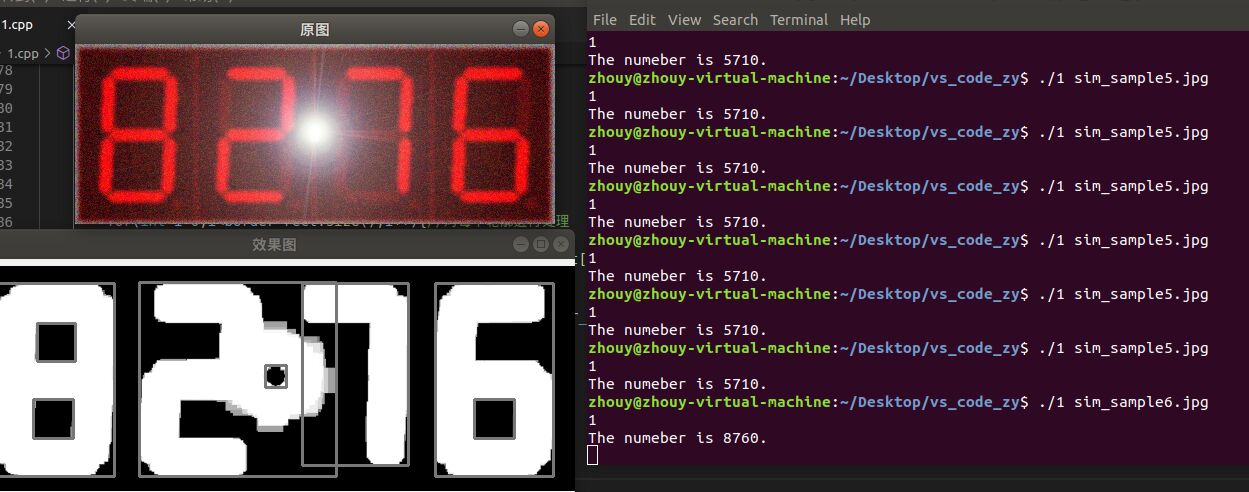 1.cpp
原图
1.cpp >
78
79
80
81
82
83
84
85
86
8276
效果图
File Edit View Search Terminal Help
1
The numeber is 5710.
zhouy@zhouy-virtual-machine:~/Desktop/vs_code_zy$ ./1 sim_sample5.jpg
1
The numeber is 5710.
zhouy@zhouy-virtual-machine:~/Desktop/vs_code_zy$ ./1 sim_sample5.jpg
1
The numeber is 5710.
zhouy@zhouy-virtual-machine:~/Desktop/vs_code_zy$ ./1 sim_sample5.jpg
1
The numeber is 5710.
zhouy@zhouy-virtual-machine:~/Desktop/vs_code_zy$ ./1 sim_sample5.jpg
1
The numeber is 5710.
zhouy@zhouy-virtual-machine:~/Desktop/vs_code_zy$ ./1 sim_sample5.jpg
1
The numeber is 5710.
zhouy@zhouy-virtual-machine:~/Desktop/vs_code_zy$ ./1 sim_sample5.jpg
1
The numeber is 5710.
zhouy@zhouy-virtual-machine:~/Desktop/vs_code_zy$ ./1 sim_sample6.jpg
1
The numeber is 8760.
8276